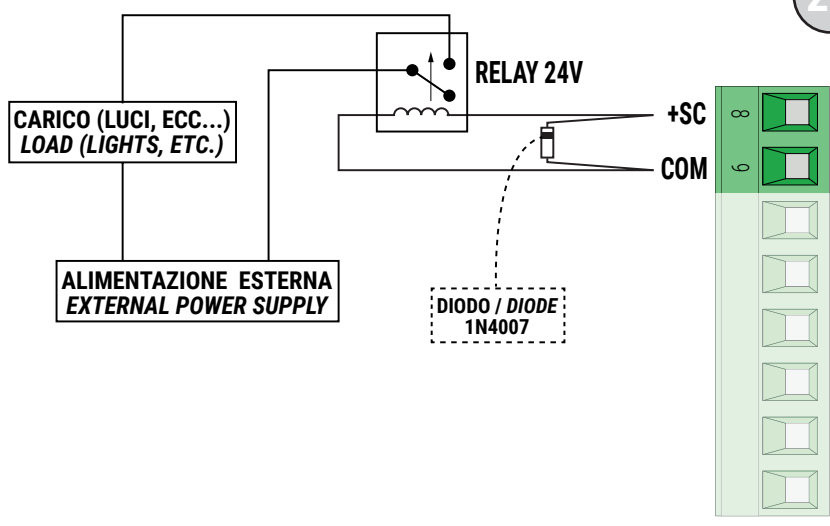 2
RELAY 24V
CARICO (LUCI, ECC...)
LOAD (LIGHTS, ETC.)
+SC
8
COM
9
ALIMENTAZIONE ESTERNA
EXTERNAL POWER SUPPLY
DIODO / DIODE
1N4007